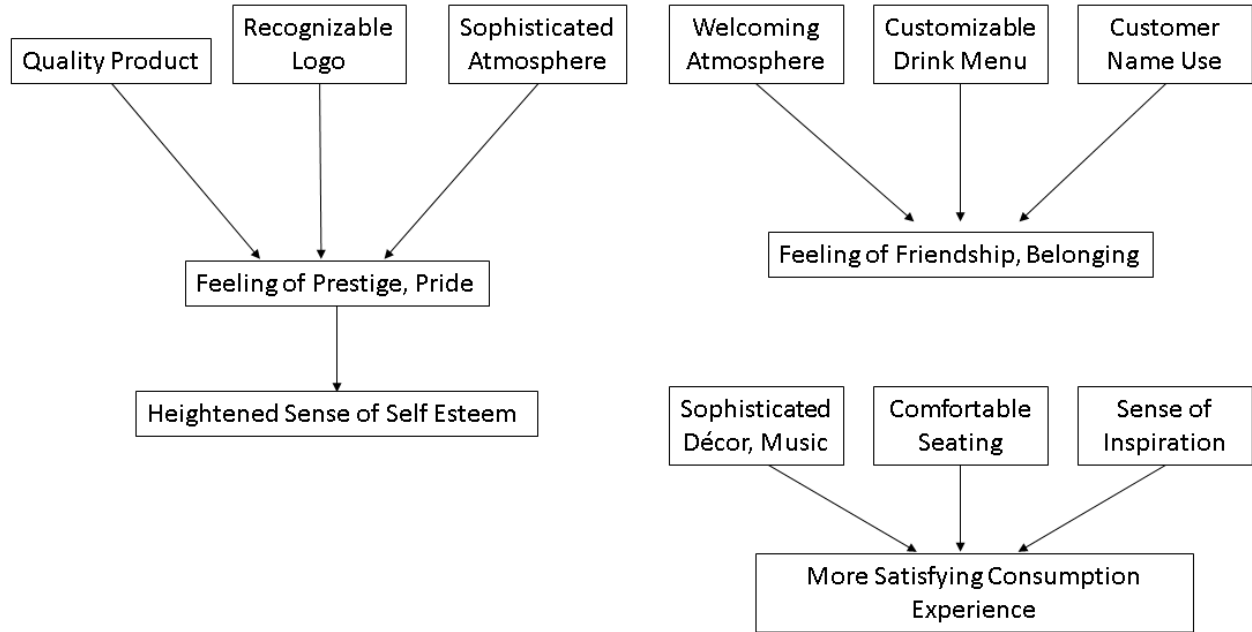 Quality Product
Recognizable
Logo
Sophisticated
Atmosphere
Feeling of Prestige, Pride
Heightened Sense of Self Esteem
Welcoming
Atmosphere
Customizable
Drink Menu
Customer
Name Use
Feeling of Friendship, Belonging
Sophisticated
Décor, Music
Comfortable
Seating
Sense of
Inspiration
More Satisfying Consumption
Experience